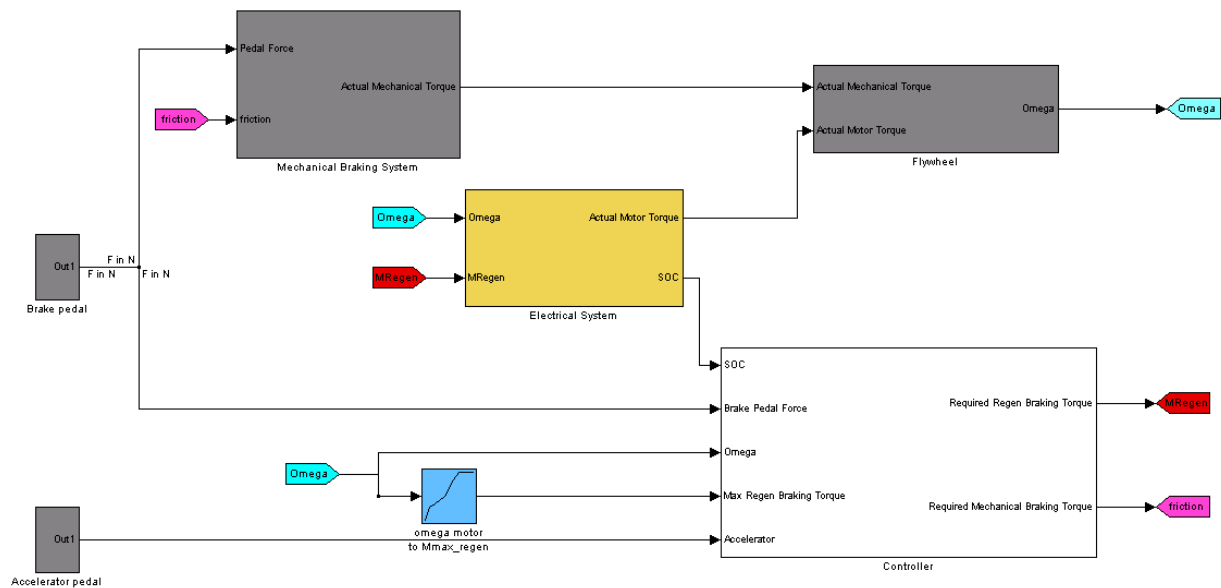 Pedal Force
Actual Mechanical Torque
friction
friction
Mechanical Braking System
Actual Mechanical Torque
Omega
Actual Motor Torque
Flywheel
Omega
Omega
Omega
Actual Motor Torque
MRegen
MRegen
SOC
Electrical System
Out1
F in N
F in N
F in N
Brake pedal
SOC
Required Regen Braking Torque
MRegen
Brake Pedal Force
Omega
Omega
Max Regen Braking Torque
Required Mechanical Braking Torque
friction
omega motor
to Mmax_regen
Accelerator
Controller
Out1
Accelerator pedal